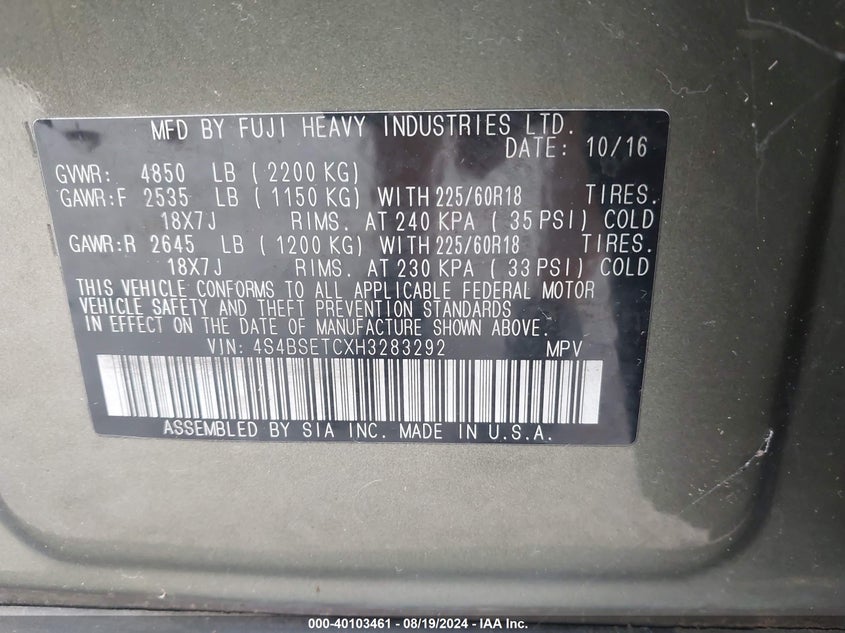 MFD BY FUJI HEAVY INDUSTRIES LTD.
DATE: 10/16
GVWR: 4850 LB ( 2200 KG)
GAWR:F 2535 LB ( 1150 KG) WITH 225/60R18 TIRES.
18X7J RIMS. AT 240 KPA ( 35 PSI) COLD
GAWR:R 2645 LB ( 1200 KG) WITH 225/60R18 TIRES.
18X7J RIMS. AT 230 KPA ( 33 PSI) COLD
THIS VEHICLE CONFORMS TO ALL APPLICABLE FEDERAL MOTOR
VEHICLE SAFETY AND THEFT PREVENTION STANDARDS
IN EFFECT ON THE DATE OF MANUFACTURE SHOWN ABOVE.
VIN: 4S4BSETCXH3283292 MPV
ASSEMBLED BY SIA INC. MADE IN U.S.A.
000-40103461 - 08/19/2024 - IAA Inc.